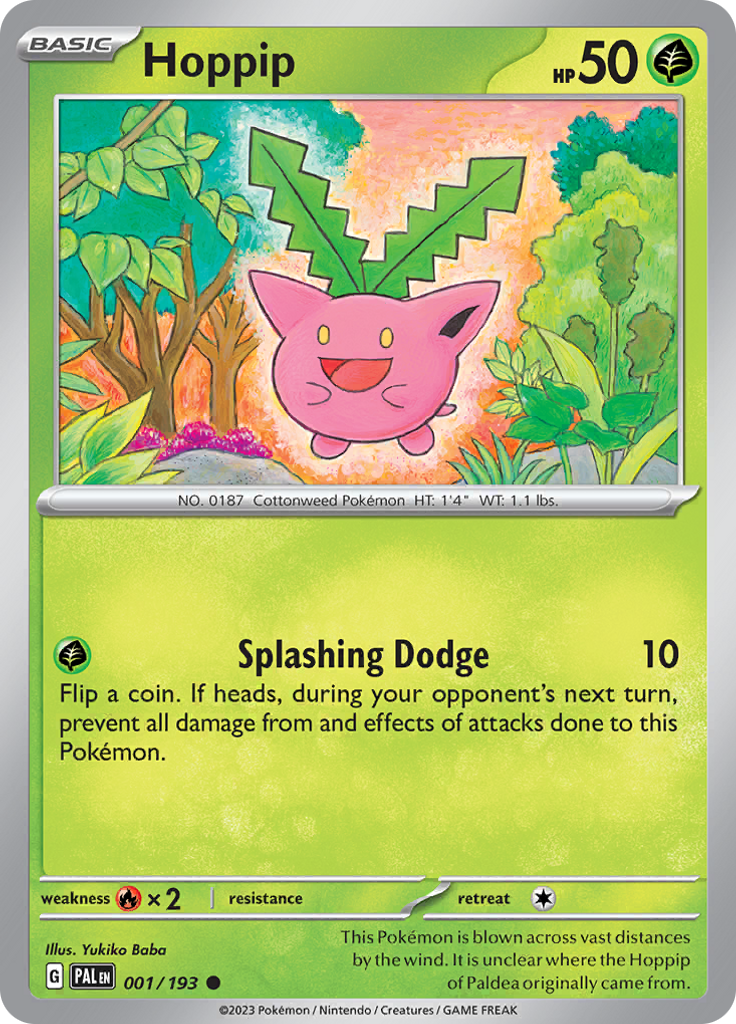 BASIC
Hoppip
HP 50
NO. 0187 Cottonweed Pokémon HT: 1'4" WT: 1.1 lbs.
Splashing Dodge 10
Flip a coin. If heads, during your opponent's next turn,
prevent all damage from and effects of attacks done to this
Pokémon.
weakness ×2 resistance retreat
Illus. Yukiko Baba
G PAL EN 001/193
This Pokémon is blown across vast distances
by the wind. It is unclear where the Hoppip
of Paldea originally came from.
©2023 Pokémon / Nintendo / Creatures / GAME FREAK